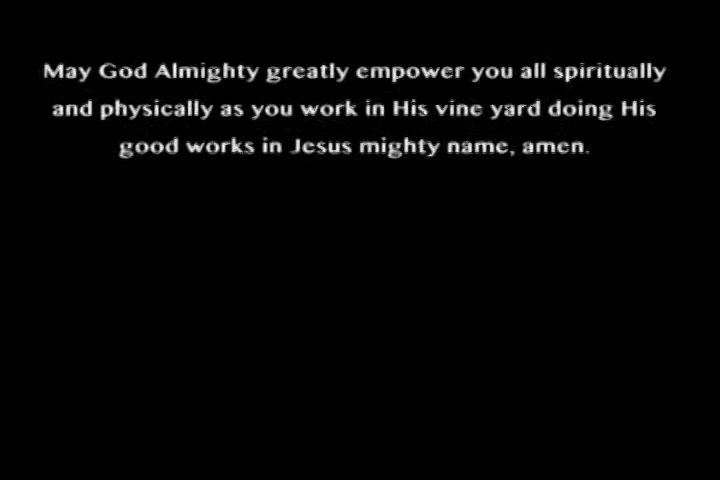 May God Almighty greatly empower you all spiritually
and physically as you work in His vine yard doing His
good works in Jesus mighty name, amen.